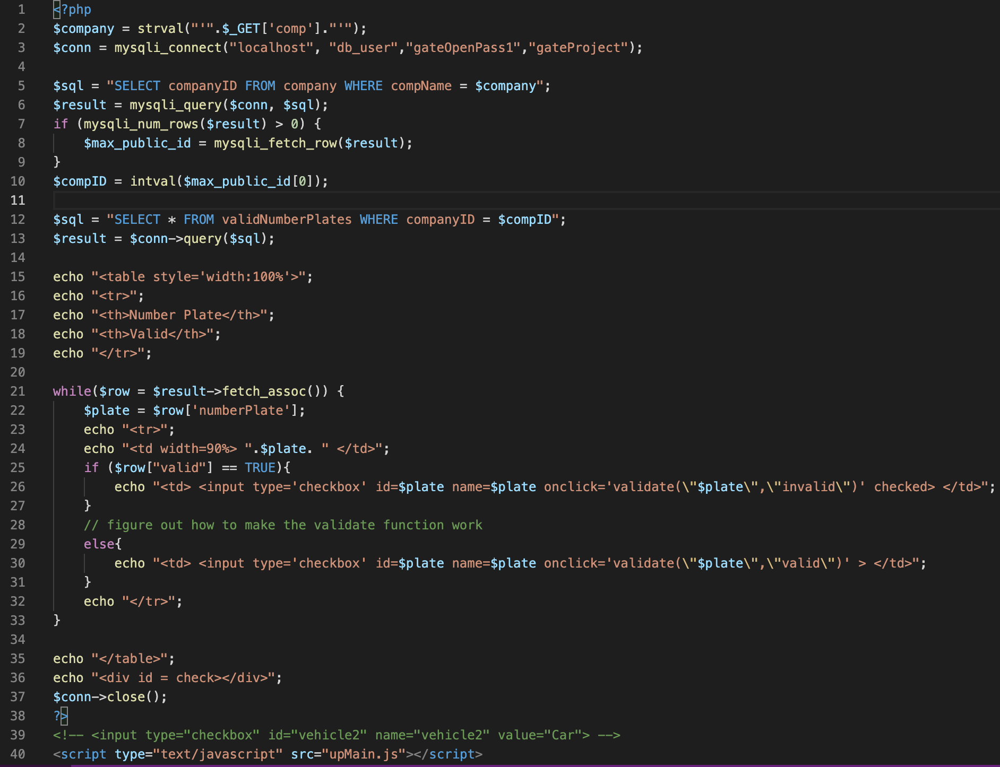 1 <?php
2 $company = strval("'".$_GET['comp']."'");
3 $conn = mysqli_connect("localhost", "db_user","gateOpenPass1","gateProject");
4
5 $sql = "SELECT companyID FROM company WHERE compName = $company";
6 $result = mysqli_query($conn, $sql);
7 if (mysqli_num_rows($result) > 0) {
8     $max_public_id = mysqli_fetch_row($result);
9 }
10 $compID = intval($max_public_id[0]);
11
12 $sql = "SELECT * FROM validNumberPlates WHERE companyID = $compID";
13 $result = $conn->query($sql);
14
15 echo "<table style='width:100%'>";
16 echo "<tr>";
17 echo "<th>Number Plate</th>";
18 echo "<th>Valid</th>";
19 echo "</tr>";
20
21 while($row = $result->fetch_assoc()) {
22     $plate = $row['numberPlate'];
23     echo "<tr>";
24     echo "<td width=90%> ".$plate. " </td>";
25     if ($row["valid"] == TRUE){
26         echo "<td> <input type='checkbox' id=$plate name=$plate onclick='validate(\"$plate\",\"invalid\")' checked> </td>";
27     }
28     // figure out how to make the validate function work
29     else{
30         echo "<td> <input type='checkbox' id=$plate name=$plate onclick='validate(\"$plate\",\"valid\")' > </td>";
31     }
32     echo "</tr>";
33 }
34
35 echo "</table>";
36 echo "<div id = check></div>";
37 $conn->close();
38 ?>
39 <!-- <input type="checkbox" id="vehicle2" name="vehicle2" value="Car"> -->
40 <script type="text/javascript" src="upMain.js"></script>